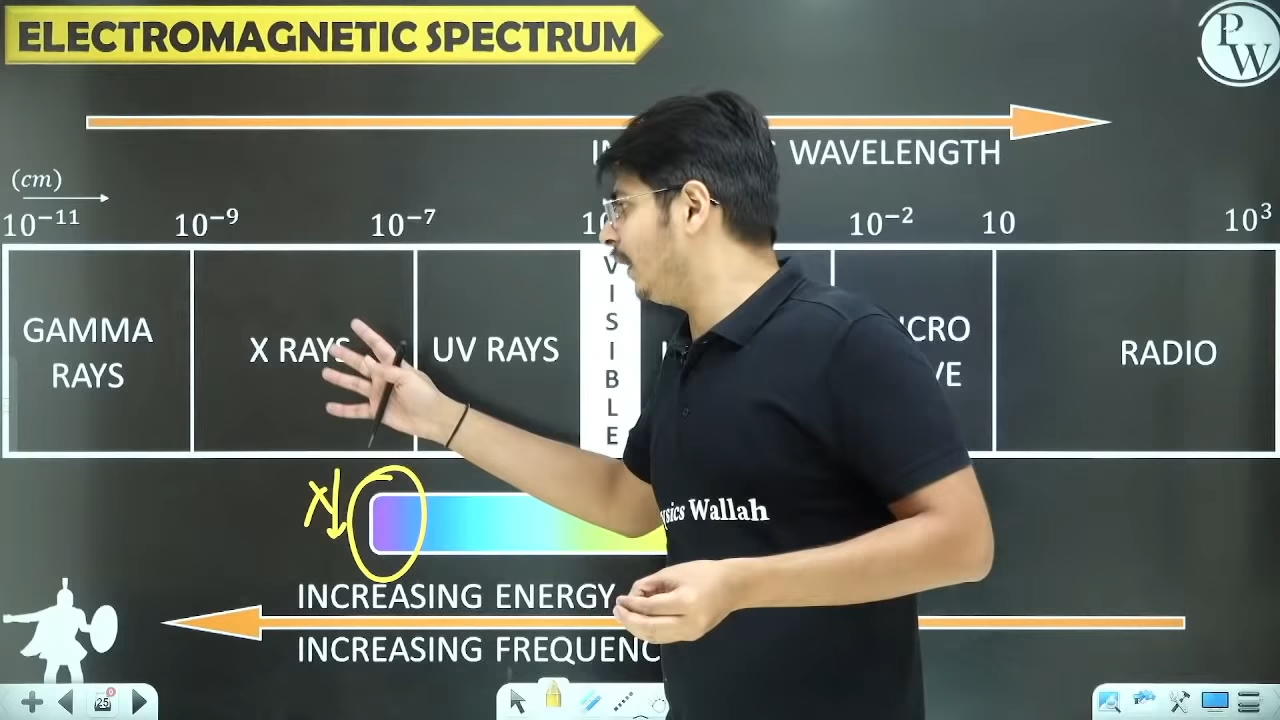 ELECTROMAGNETIC SPECTRUM
P
W
WAVELENGTH
(cm)
10⁻¹¹ 10⁻⁹ 10⁻⁷ 10⁻² 10 10³
GAMMA
RAYS
X RAYS
UV RAYS
VISIBLE
RADIO
λ↓
INCREASING ENERGY
INCREASING
Wallah
25